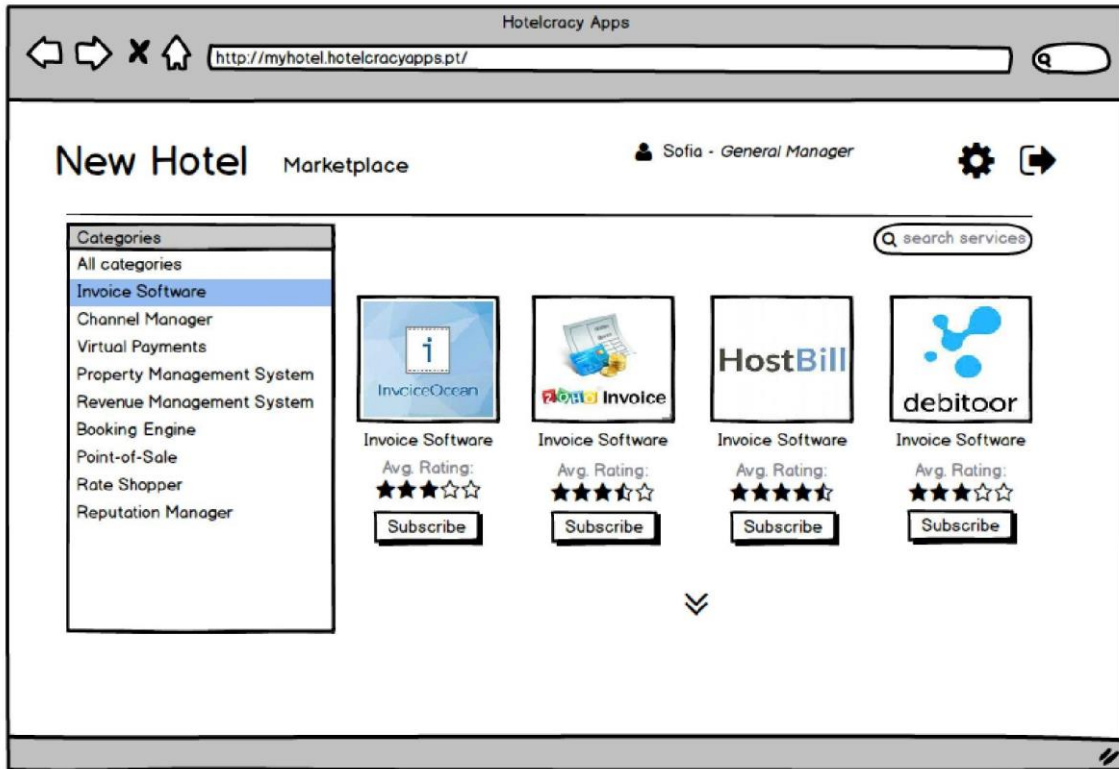 Hotelcracy Apps
http://myhotel.hotelcracyapps.pt/
New Hotel Marketplace
Sofia - General Manager
Categories
search services
All categories
Invoice Software
Channel Manager
Virtual Payments
Property Management System
Revenue Management System
Booking Engine
Point-of-Sale
Rate Shopper
Reputation Manager
i
InvoiceOcean
ZOHO Invoice
HostBill
debitoor
Invoice Software Invoice Software Invoice Software Invoice Software
Avg. Rating: Avg. Rating: Avg. Rating: Avg. Rating:
Subscribe Subscribe Subscribe Subscribe